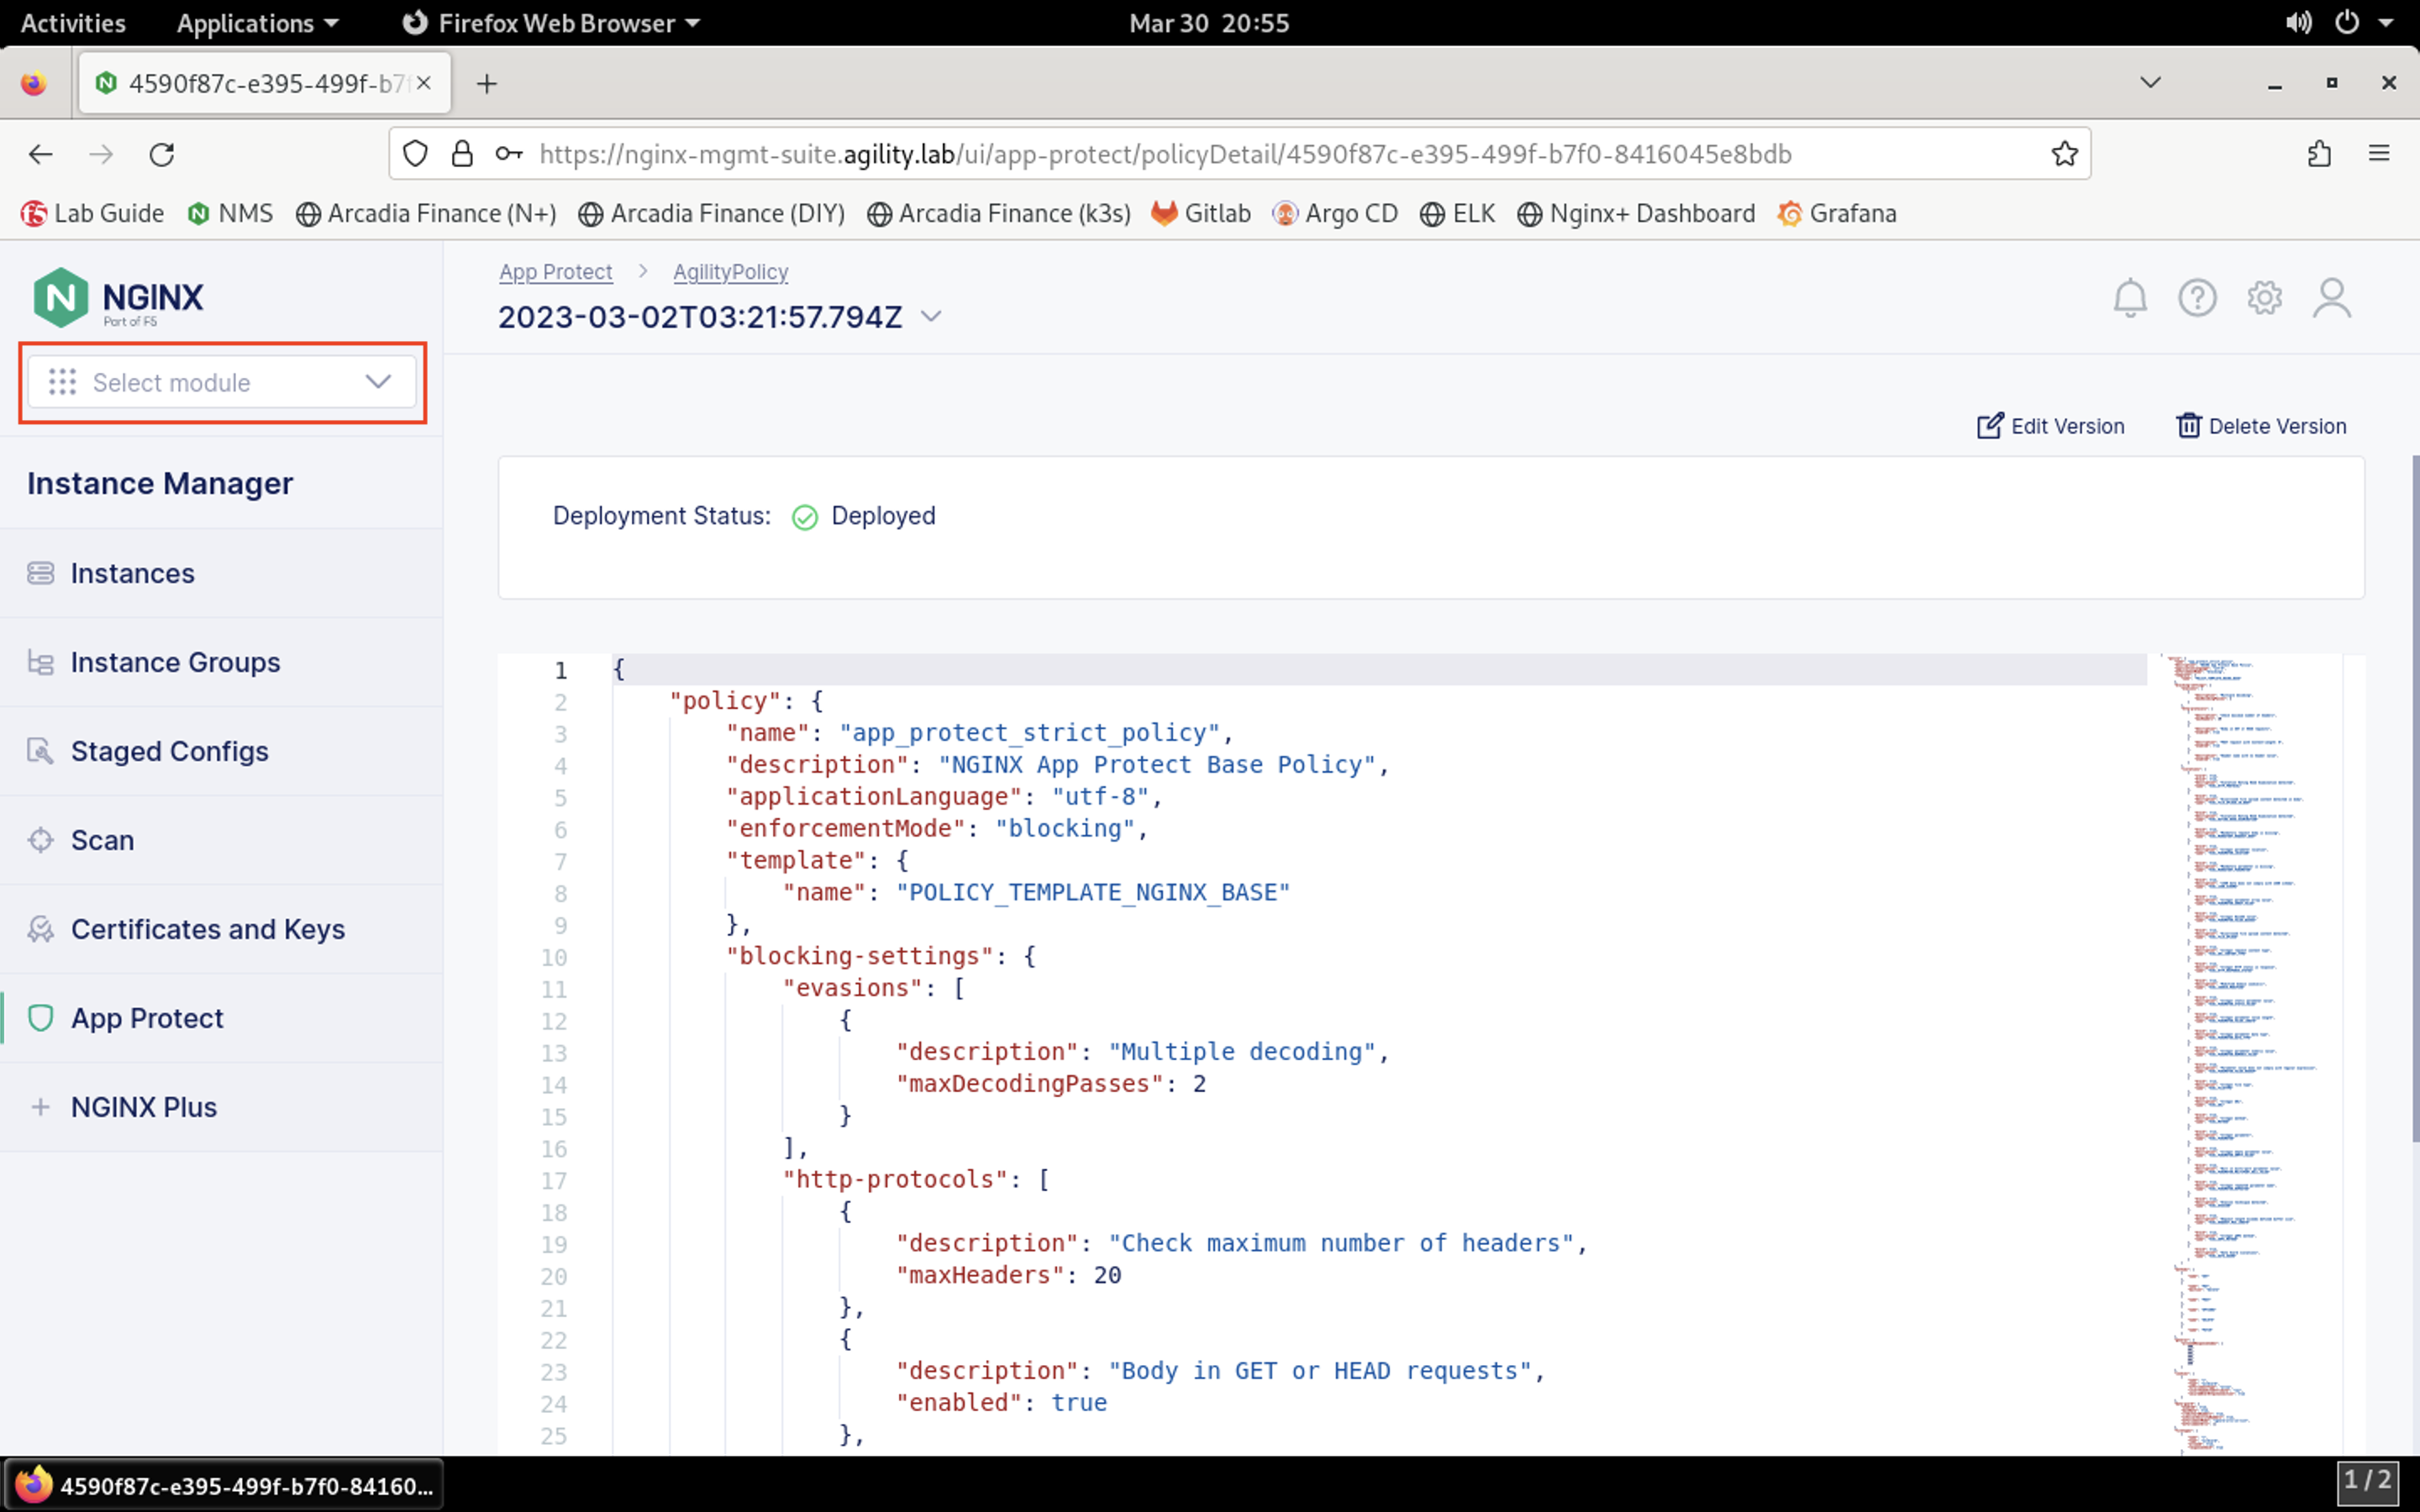 Activities Applications Firefox Web Browser Mar 30 20:55
4590f87c-e395-499f-b7f
https://nginx-mgmt-suite.agility.lab/ui/app-protect/policyDetail/4590f87c-e395-499f-b7f0-8416045e8bdb
Lab Guide NMS Arcadia Finance (N+) Arcadia Finance (DIY) Arcadia Finance (k3s) Gitlab Argo CD ELK Nginx+ Dashboard Grafana
NGINX
Part of F5
Select module
Instance Manager
Instances
Instance Groups
Staged Configs
Scan
Certificates and Keys
App Protect
NGINX Plus
App Protect > AgilityPolicy
2023-03-02T03:21:57.794Z
Edit Version Delete Version
Deployment Status: Deployed
1 {
2 "policy": {
3 "name": "app_protect_strict_policy",
4 "description": "NGINX App Protect Base Policy",
5 "applicationLanguage": "utf-8",
6 "enforcementMode": "blocking",
7 "template": {
8 "name": "POLICY_TEMPLATE_NGINX_BASE"
9 },
10 "blocking-settings": {
11 "evasions": [
12 {
13 "description": "Multiple decoding",
14 "maxDecodingPasses": 2
15 }
16 ],
17 "http-protocols": [
18 {
19 "description": "Check maximum number of headers",
20 "maxHeaders": 20
21 },
22 {
23 "description": "Body in GET or HEAD requests",
24 "enabled": true
25 },
4590f87c-e395-499f-b7f0-84160...
1 / 2